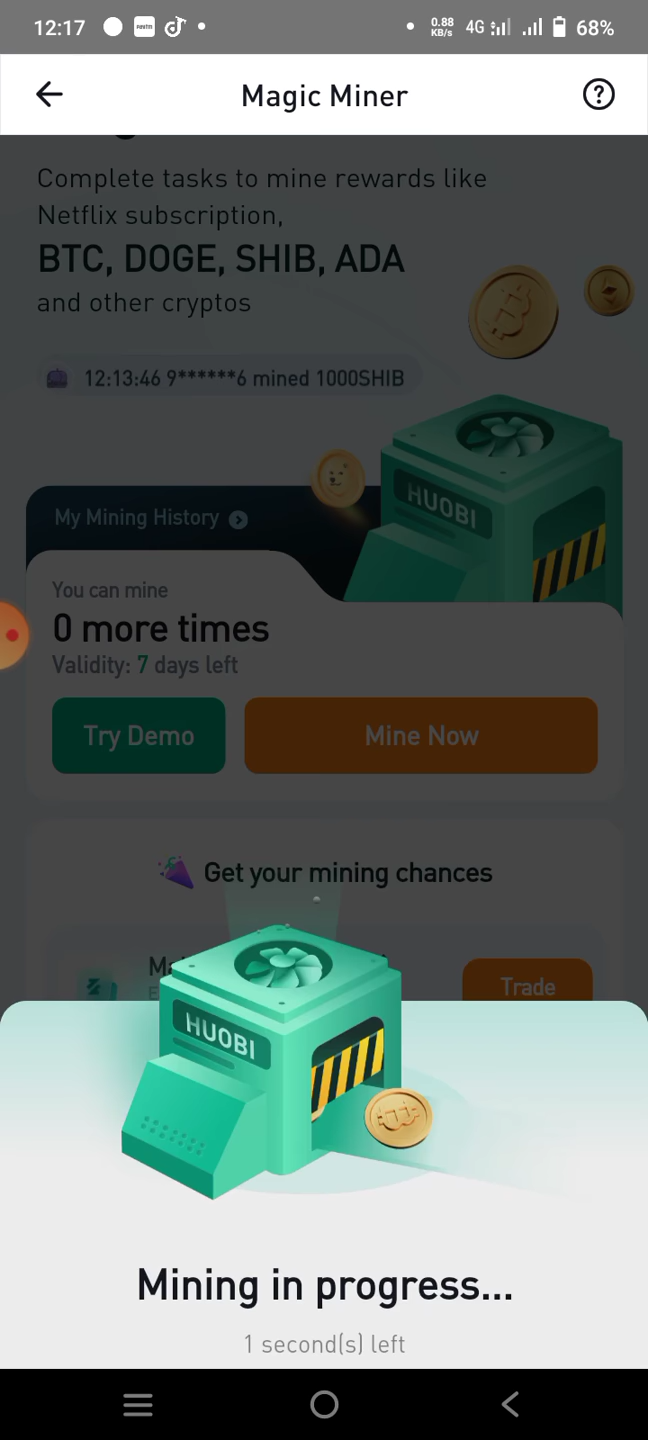 12:17
paytm
0.88
KB/s
4G
68%
Magic Miner
Complete tasks to mine rewards like
Netflix subscription,
BTC, DOGE, SHIB, ADA
and other cryptos
12:13:46 9******6 mined 1000SHIB
HUOBI
My Mining History
You can mine
0 more times
Validity: 7 days left
Try Demo
Mine Now
Get your mining chances
Trade
HUOBI
Mining in progress...
1 second(s) left